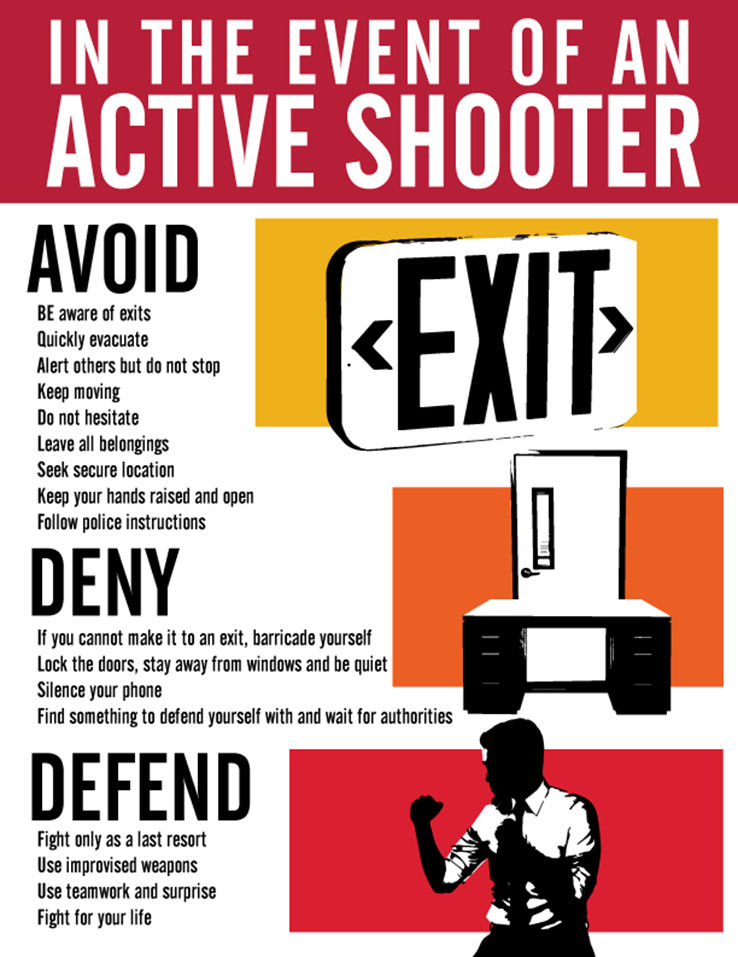 IN THE EVENT OF AN
ACTIVE SHOOTER
AVOID
BE aware of exits
Quickly evacuate
Alert others but do not stop
Keep moving
Do not hesitate
Leave all belongings
Seek secure location
Keep your hands raised and open
Follow police instructions
<EXIT>
DENY
If you cannot make it to an exit, barricade yourself
Lock the doors, stay away from windows and be quiet
Silence your phone
Find something to defend yourself with and wait for authorities
DEFEND
Fight only as a last resort
Use improvised weapons
Use teamwork and surprise
Fight for your life